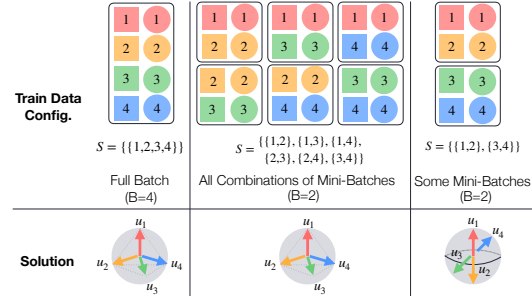 1 1
2 2
3 3
4 4
1 1
2 2
1 1
3 3
1 1
4 4
2 2
3 3
2 2
4 4
3 3
4 4
1 1
2 2
3 3
4 4
Train Data
Config.
S = {{1,2,3,4}}
S = {{1,2}, {1,3}, {1,4},
{2,3}, {2,4}, {3,4}}
S = {{1,2}, {3,4}}
Full Batch
(B=4)
All Combinations of Mini-Batches
(B=2)
Some Mini-Batches
(B=2)
Solution
u₁
u₂
u₃
u₄
u₁
u₂
u₃
u₄
u₁
u₄
u₃
u₂